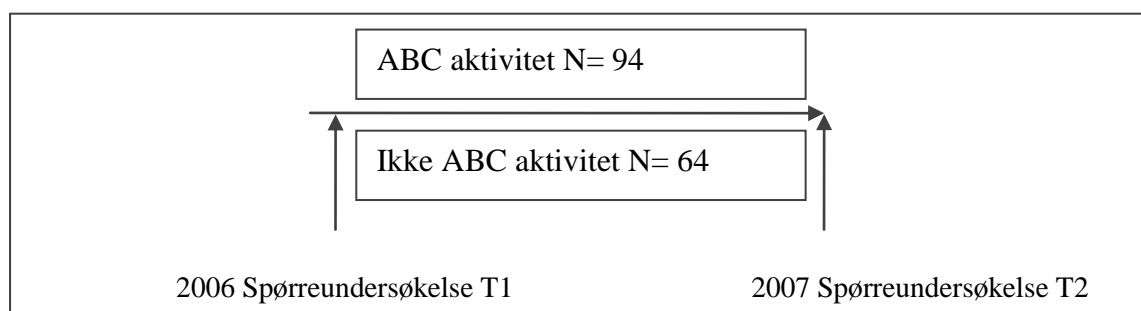 ABC aktivitet N= 94
Ikke ABC aktivitet N= 64
2006 Spørreundersøkelse T1 2007 Spørreundersøkelse T2